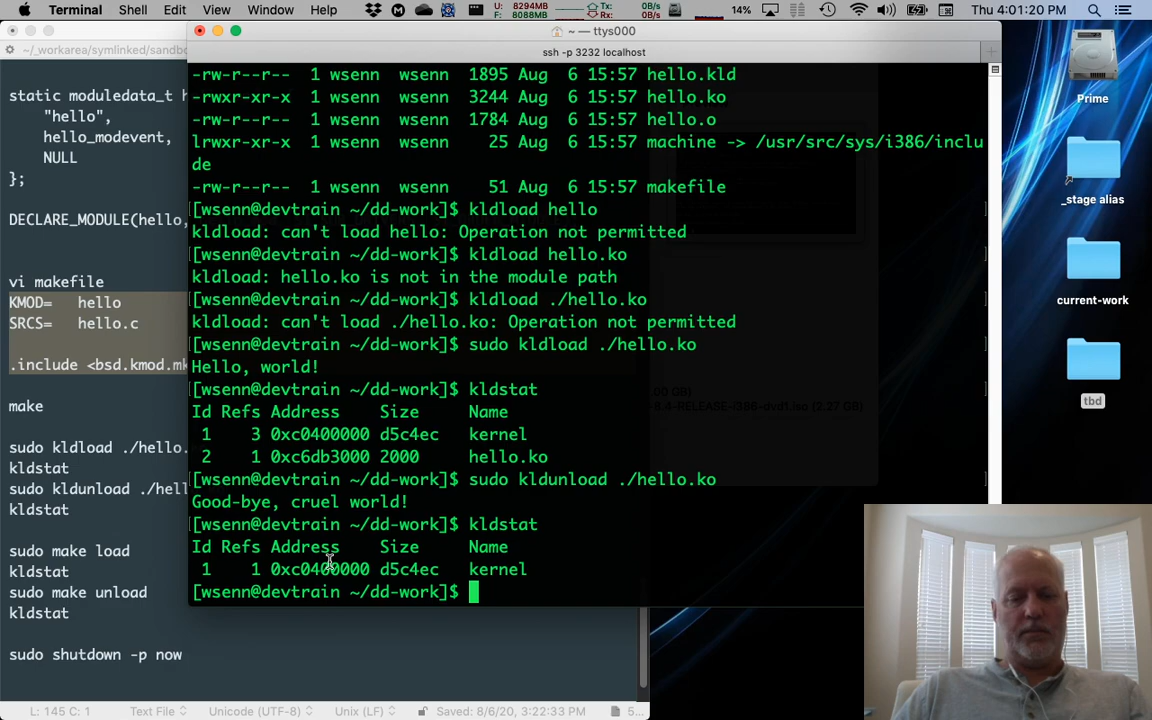 Terminal Shell Edit View Window Help U: 8294MB F: 8088MB Tx: 0B/s Rx: 0B/s 14% Thu 4:01:20 PM
~ — ttys000
~/_workarea/symlinked/sandbo
ssh -p 3232 localhost
static moduledata_t h
"hello",
hello_modevent,
NULL
};
DECLARE_MODULE(hello,
vi makefile
KMOD= hello
SRCS= hello.c
.include <bsd.kmod.mk
make
sudo kldload ./hello.
kldstat
sudo kldunload ./hell
kldstat
sudo make load
kldstat
sudo make unload
kldstat
sudo shutdown -p now
-rw-r--r-- 1 wsenn wsenn 1895 Aug 6 15:57 hello.kld
-rwxr-xr-x 1 wsenn wsenn 3244 Aug 6 15:57 hello.ko
-rw-r--r-- 1 wsenn wsenn 1784 Aug 6 15:57 hello.o
lrwxr-xr-x 1 wsenn wsenn 25 Aug 6 15:57 machine -> /usr/src/sys/i386/inclu
de
-rw-r--r-- 1 wsenn wsenn 51 Aug 6 15:57 makefile
[wsenn@devtrain ~/dd-work]$ kldload hello
kldload: can't load hello: Operation not permitted
[wsenn@devtrain ~/dd-work]$ kldload hello.ko
kldload: hello.ko is not in the module path
[wsenn@devtrain ~/dd-work]$ kldload ./hello.ko
kldload: can't load ./hello.ko: Operation not permitted
[wsenn@devtrain ~/dd-work]$ sudo kldload ./hello.ko
Hello, world!
[wsenn@devtrain ~/dd-work]$ kldstat
Id Refs Address Size Name
1 3 0xc0400000 d5c4ec kernel
2 1 0xc6db3000 2000 hello.ko
[wsenn@devtrain ~/dd-work]$ sudo kldunload ./hello.ko
Good-bye, cruel world!
[wsenn@devtrain ~/dd-work]$ kldstat
Id Refs Address Size Name
1 1 0xc0400000 d5c4ec kernel
[wsenn@devtrain ~/dd-work]$
Prime
_stage alias
current-work
tbd
L: 145 C: 1 Text File Unicode (UTF-8) Unix (LF) Saved: 8/6/20, 3:22:33 PM 5...